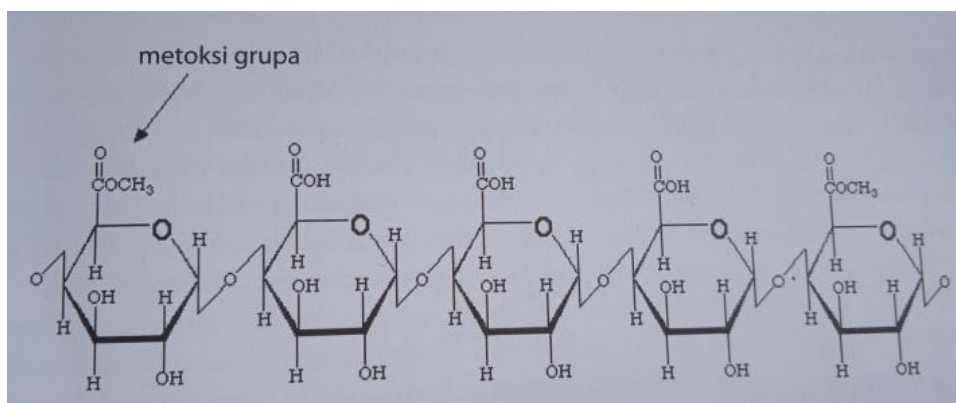 metoksi grupa
O O O O O
COCH₃ COH COH COH COCH₃
O O O O O
H H H H H
O H O H O H O H O H O
OH H OH H OH H OH H OH H
H H H H H
H OH H OH H OH H OH H OH